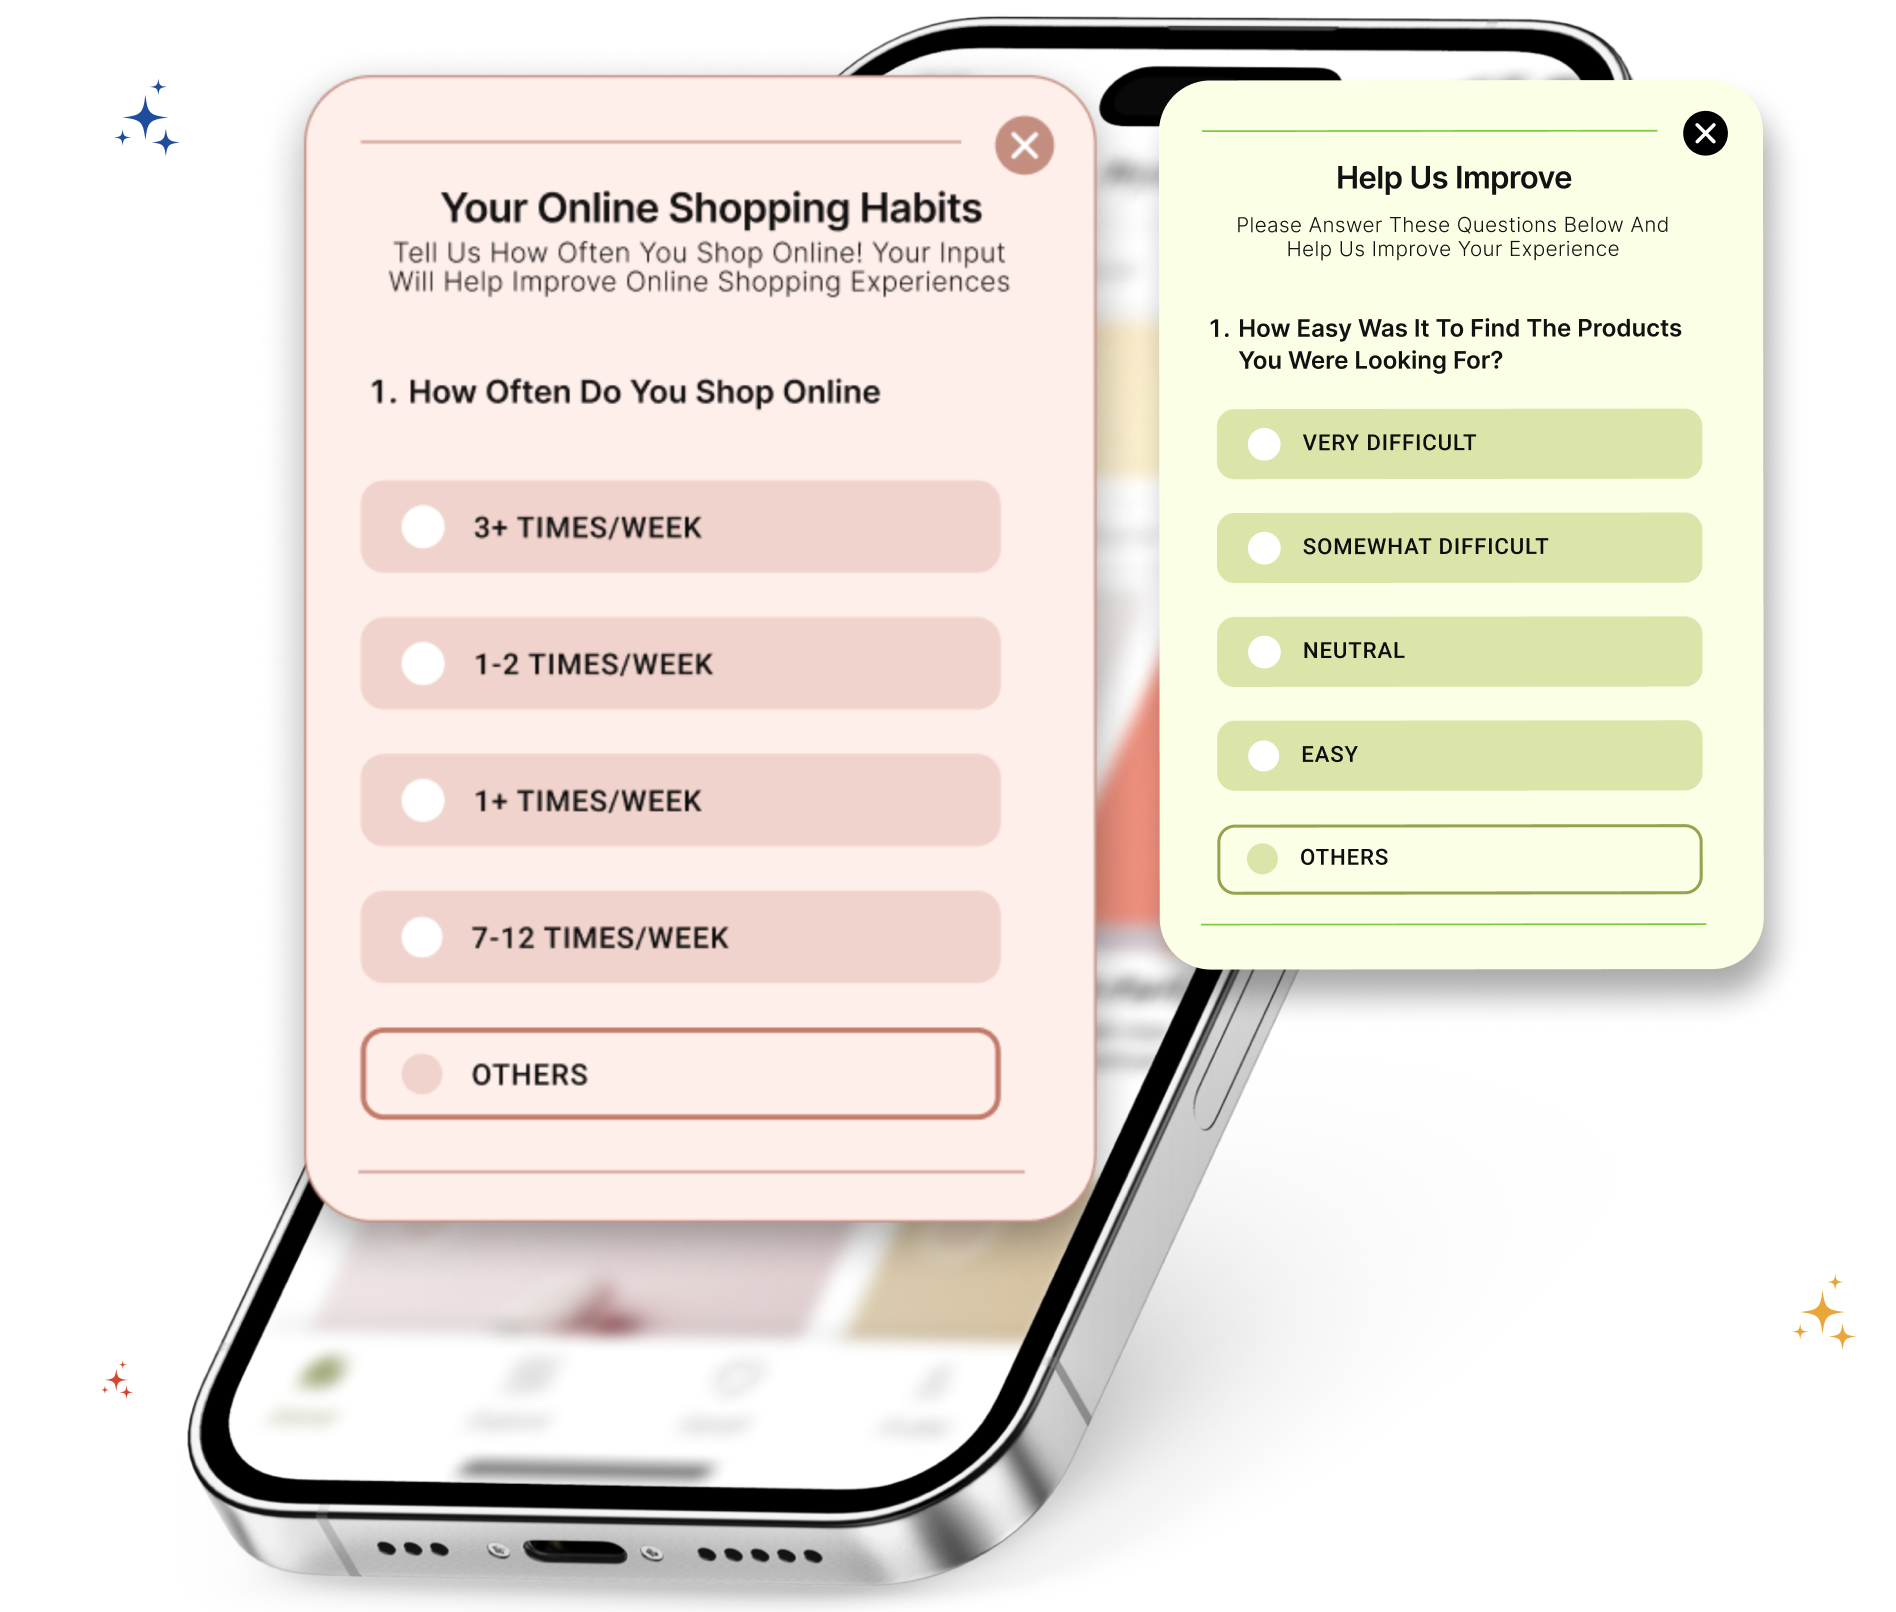 Your Online Shopping Habits
Tell Us How Often You Shop Online! Your Input
Will Help Improve Online Shopping Experiences
1. How Often Do You Shop Online
3+ TIMES/WEEK
1-2 TIMES/WEEK
1+ TIMES/WEEK
7-12 TIMES/WEEK
OTHERS
Help Us Improve
Please Answer These Questions Below And
Help Us Improve Your Experience
1. How Easy Was It To Find The Products
You Were Looking For?
VERY DIFFICULT
SOMEWHAT DIFFICULT
NEUTRAL
EASY
OTHERS